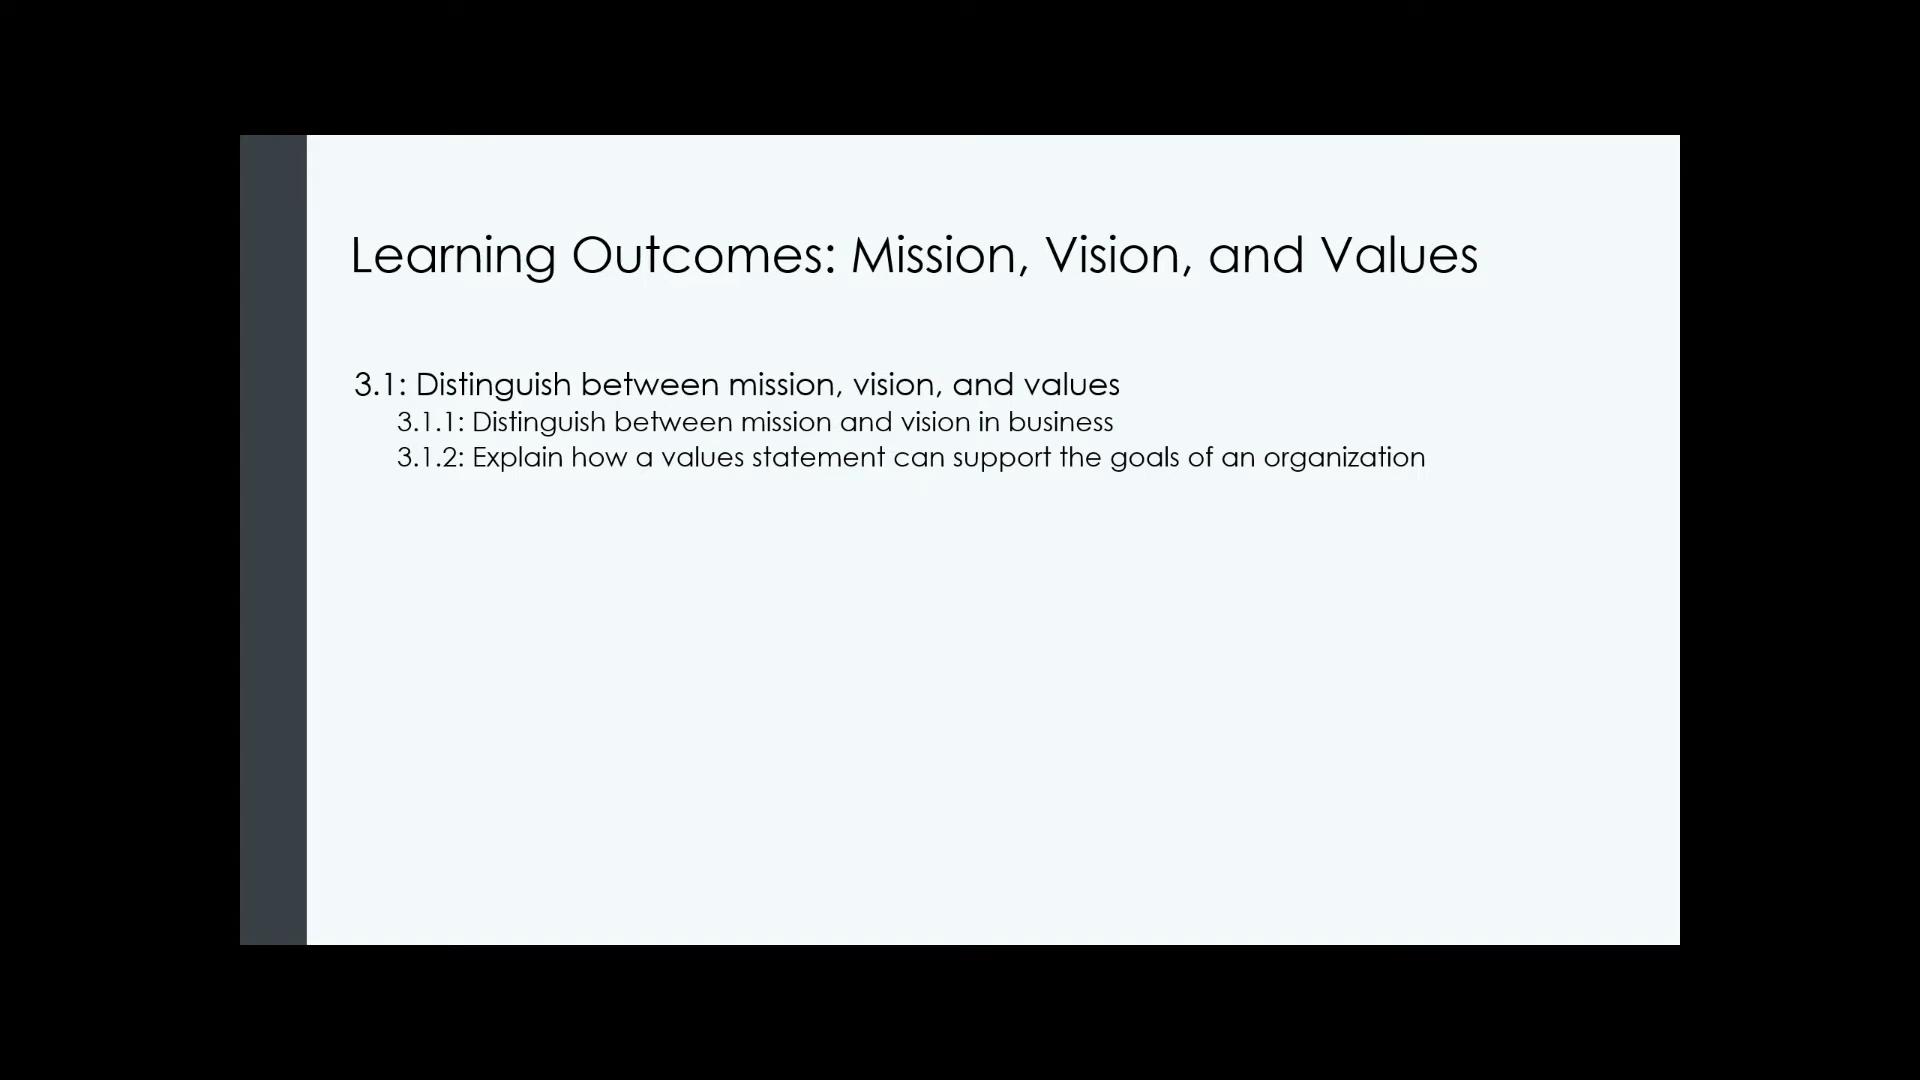 Learning Outcomes: Mission, Vision, and Values
3.1: Distinguish between mission, vision, and values
3.1.1: Distinguish between mission and vision in business
3.1.2: Explain how a values statement can support the goals of an organization